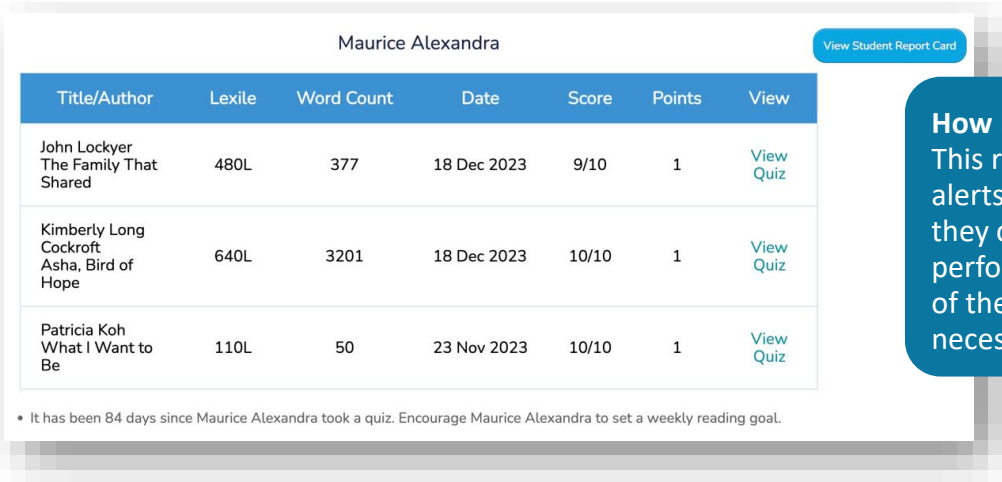 Maurice Alexandra
View Student Report Card
Title/Author Lexile Word Count Date Score Points View
John Lockyer
The Family That
Shared
480L 377 18 Dec 2023 9/10 1 View
Quiz
Kimberly Long
Cockroft
Asha, Bird of
Hope
640L 3201 18 Dec 2023 10/10 1 View
Quiz
Patricia Koh
What I Want to
Be
110L 50 23 Nov 2023 10/10 1 View
Quiz
• It has been 84 days since Maurice Alexandra took a quiz. Encourage Maurice Alexandra to set a weekly reading goal.
How
This
alerts
they
of